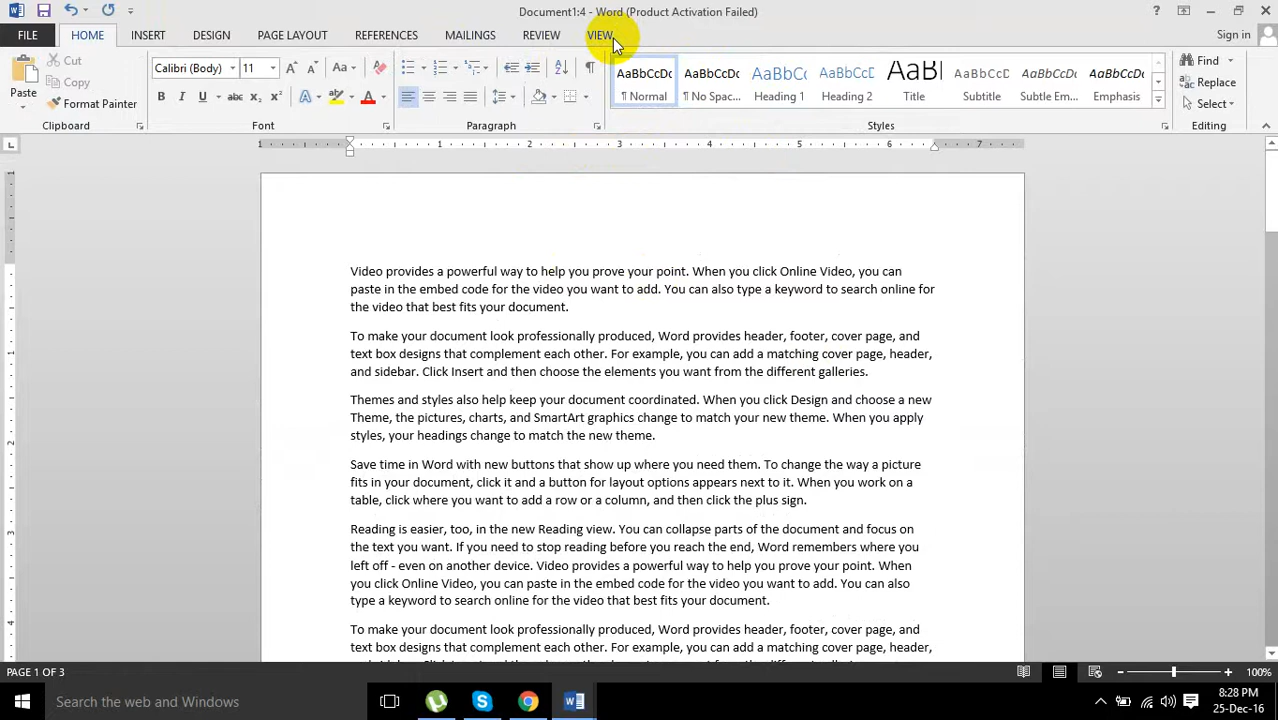 Document1:4 - Word (Product Activation Failed)
FILE HOME INSERT DESIGN PAGE LAYOUT REFERENCES MAILINGS REVIEW VIEW Sign in
Paste
Cut
Copy
Format Painter
Clipboard
Calibri (Body) 11
Font
Paragraph
AaBbCcDc AaBbCcDc AaBbCc AaBbCcC AaBl AaBbCcC AaBbCcDc AaBbCcDc
¶ Normal ¶ No Spac... Heading 1 Heading 2 Title Subtitle Subtle Em... Emphasis
Styles
Find
Replace
Select
Editing
1 1 2 3 4 5 6 7
Video provides a powerful way to help you prove your point. When you click Online Video, you can
paste in the embed code for the video you want to add. You can also type a keyword to search online for
the video that best fits your document.
To make your document look professionally produced, Word provides header, footer, cover page, and
text box designs that complement each other. For example, you can add a matching cover page, header,
and sidebar. Click Insert and then choose the elements you want from the different galleries.
Themes and styles also help keep your document coordinated. When you click Design and choose a new
Theme, the pictures, charts, and SmartArt graphics change to match your new theme. When you apply
styles, your headings change to match the new theme.
Save time in Word with new buttons that show up where you need them. To change the way a picture
fits in your document, click it and a button for layout options appears next to it. When you work on a
table, click where you want to add a row or a column, and then click the plus sign.
Reading is easier, too, in the new Reading view. You can collapse parts of the document and focus on
the text you want. If you need to stop reading before you reach the end, Word remembers where you
left off - even on another device. Video provides a powerful way to help you prove your point. When
you click Online Video, you can paste in the embed code for the video you want to add. You can also
type a keyword to search online for the video that best fits your document.
To make your document look professionally produced, Word provides header, footer, cover page, and
text box designs that complement each other. For example, you can add a matching cover page, header,
PAGE 1 OF 3 100%
Search the web and Windows
8:28 PM
25-Dec-16